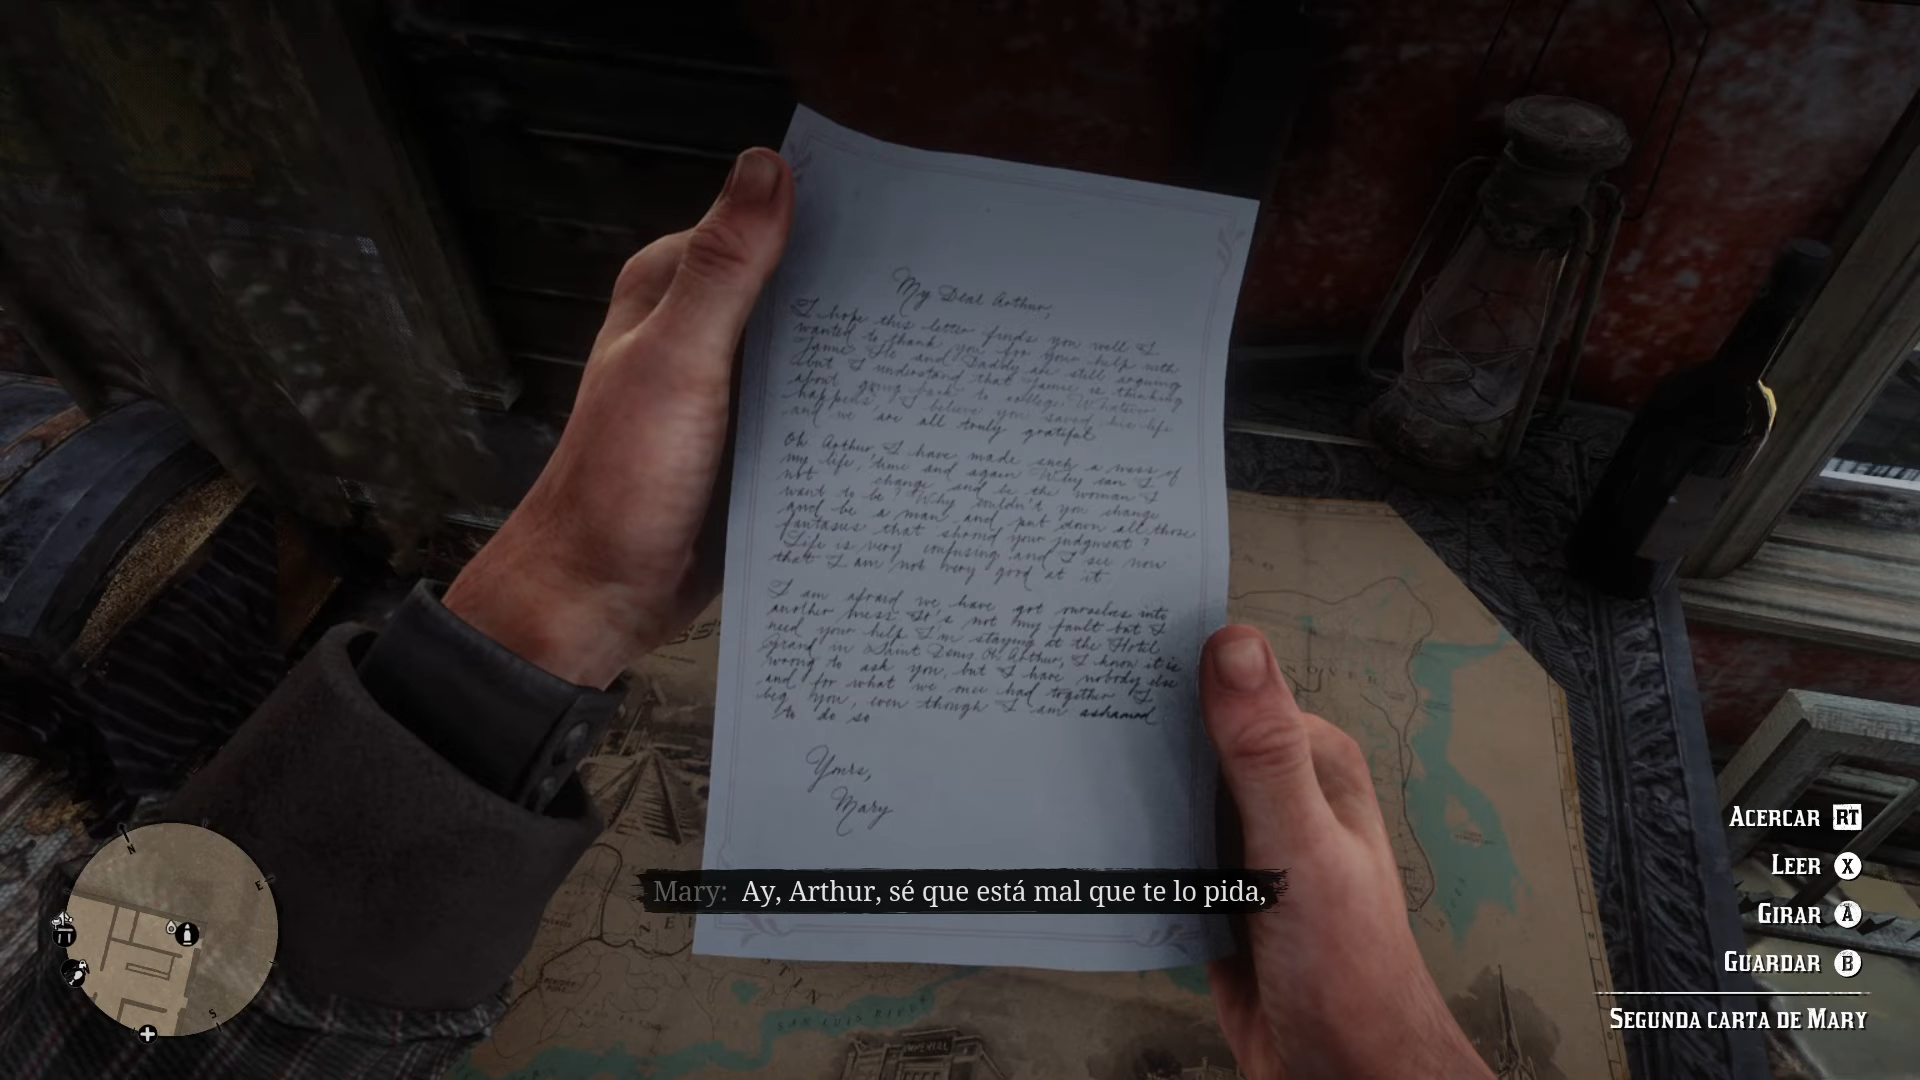 My Dear Arthur,
I hope this letter finds you well I
wanted to thank you for your help with
Jamie. He and Daddy are still arguing
but I understand that Jamie is thinking
about going back to college. Whatever
happens, I believe you saved his life
and we are all truly grateful
Oh Arthur, I have made such a mess of
my life, time and again Why can I
not change and be the woman I
want to be? Why couldn't you change
and be a man and put down all those
fantasies that shroud your judgment?
Life is very confusing and I see now
that I am not very good at it.
I am afraid we have got ourselves into
another mess It's not my fault but I
need your help I'm staying at the Hotel
Grand in Saint Denis. Oh Arthur, I know it is
wrong to ask you, but I have nobody else
and for what we once had together I
beg you, even though I am ashamed
to do so
Yours,
Mary
Mary: Ay, Arthur, sé que está mal que te lo pida,
ACERCAR RT
LEER X
GIRAR A
GUARDAR B
SEGUNDA CARTA DE MARY
N
E
S
SAN LUIS RIVER
IMPERIAL